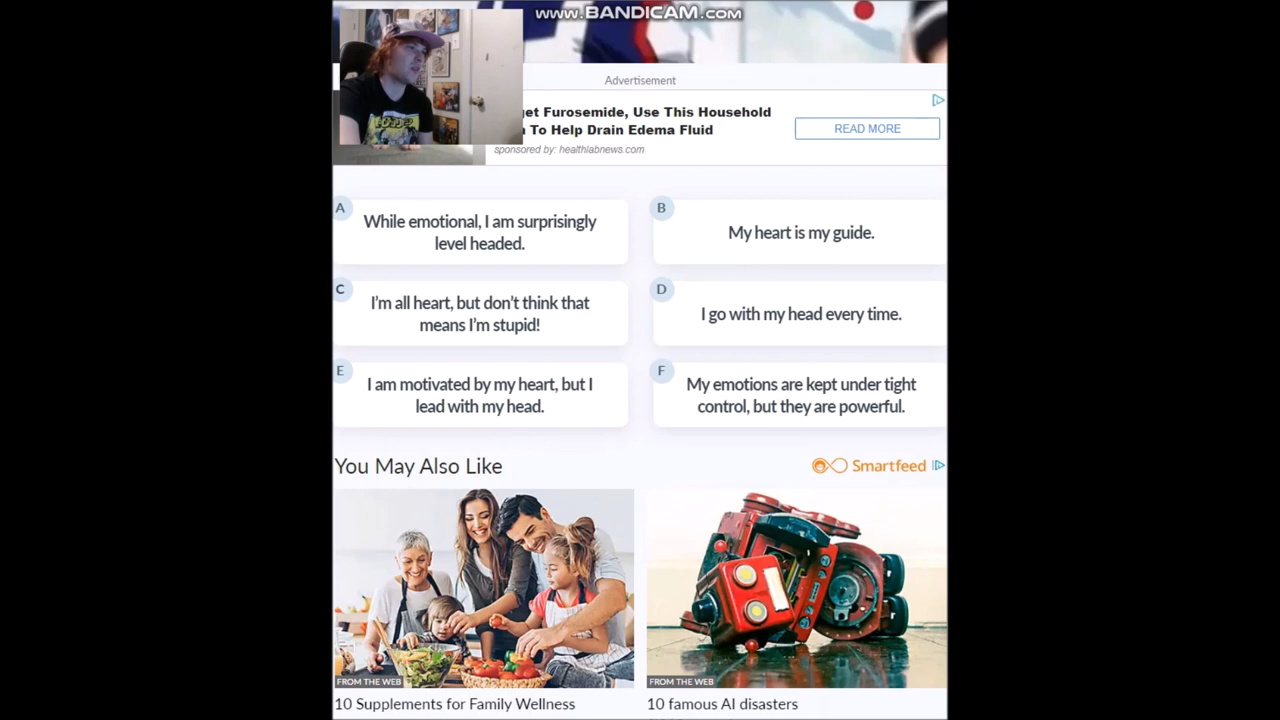 www.BANDICAM.com
Advertisement
get Furosemide, Use This Household
To Help Drain Edema Fluid
READ MORE
sponsored by: healthlabnews.com
A
While emotional, I am surprisingly
level headed.
B
My heart is my guide.
C
I'm all heart, but don't think that
means I'm stupid!
D
I go with my head every time.
E
I am motivated by my heart, but I
lead with my head.
F
My emotions are kept under tight
control, but they are powerful.
You May Also Like
Smartfeed
FROM THE WEB
FROM THE WEB
10 Supplements for Family Wellness
10 famous AI disasters